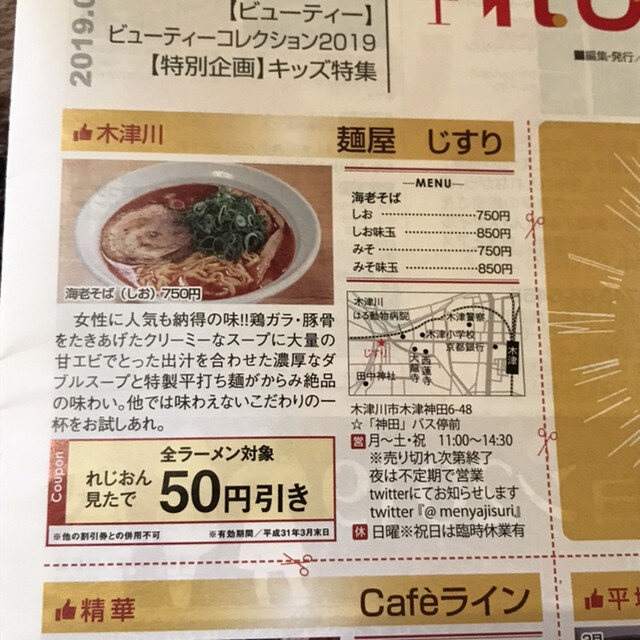 2019.0
【ビューティー】
ビューティーコレクション2019
【特別企画】キッズ特集
■編集・発行/
木津川
麺屋 じすり
海老そば（しお）750円
女性に人気も納得の味!!鶏ガラ・豚骨
をたきあげたクリーミーなスープに大量の
甘エビでとった出汁を合わせた濃厚なダ
ブルスープと特製平打ち麺がからみ絶品
の味わい。他では味わえないこだわりの一
杯をお試しあれ。
MENU
海老そば
しお 750円
しお味玉 850円
みそ 750円
みそ味玉 850円
木津川
はる動物病院
木津警察
木津小学校
京都銀行
じすり
大龍寺
西蓮寺
田中神社
木津
木津川市木津神田6-48
☆「神田」バス停前
営 月～土・祝 11:00～14:30
※売り切れ次第終了
夜は不定期で営業
twitterにてお知らせします
twitter『@ menyajisuri』
休 日曜※祝日は臨時休業有
Coupon
れじおん
見たで
全ラーメン対象
50円引き
※他の割引券との併用不可
※有効期間／平成31年3月末日
精華
Cafèライン